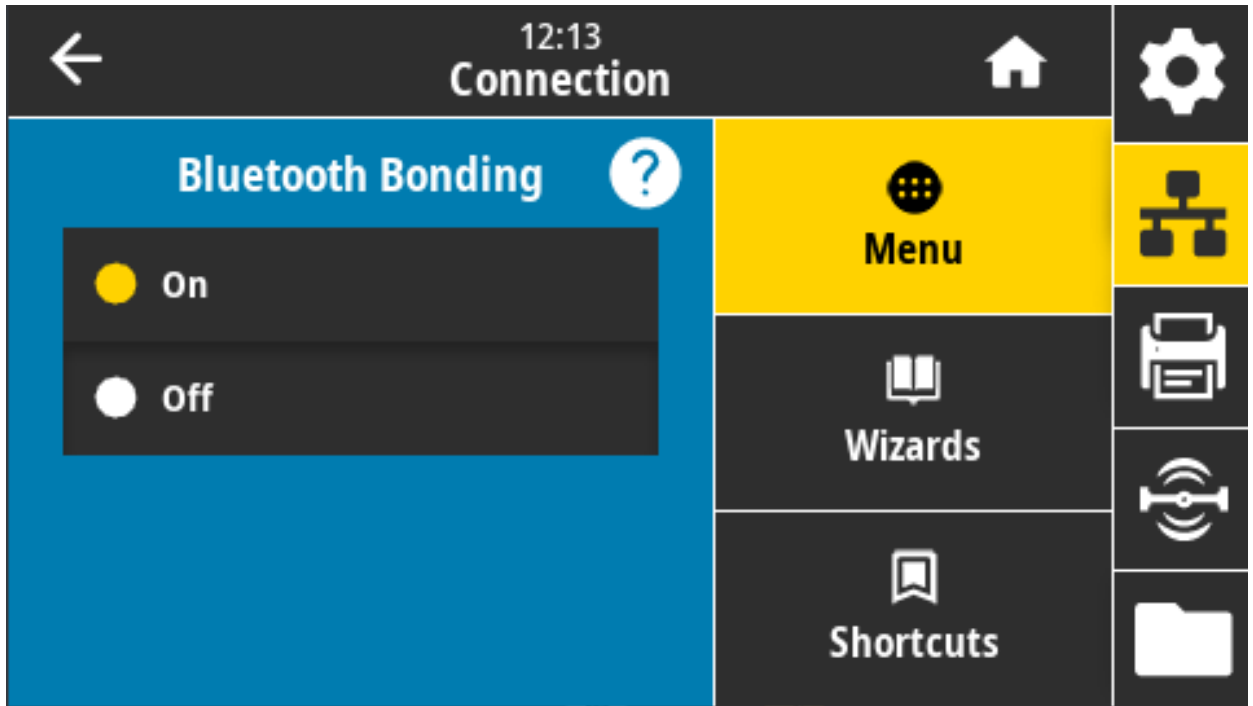 12:13
Connection
Bluetooth Bonding
?
On
Off
Menu
Wizards
Shortcuts